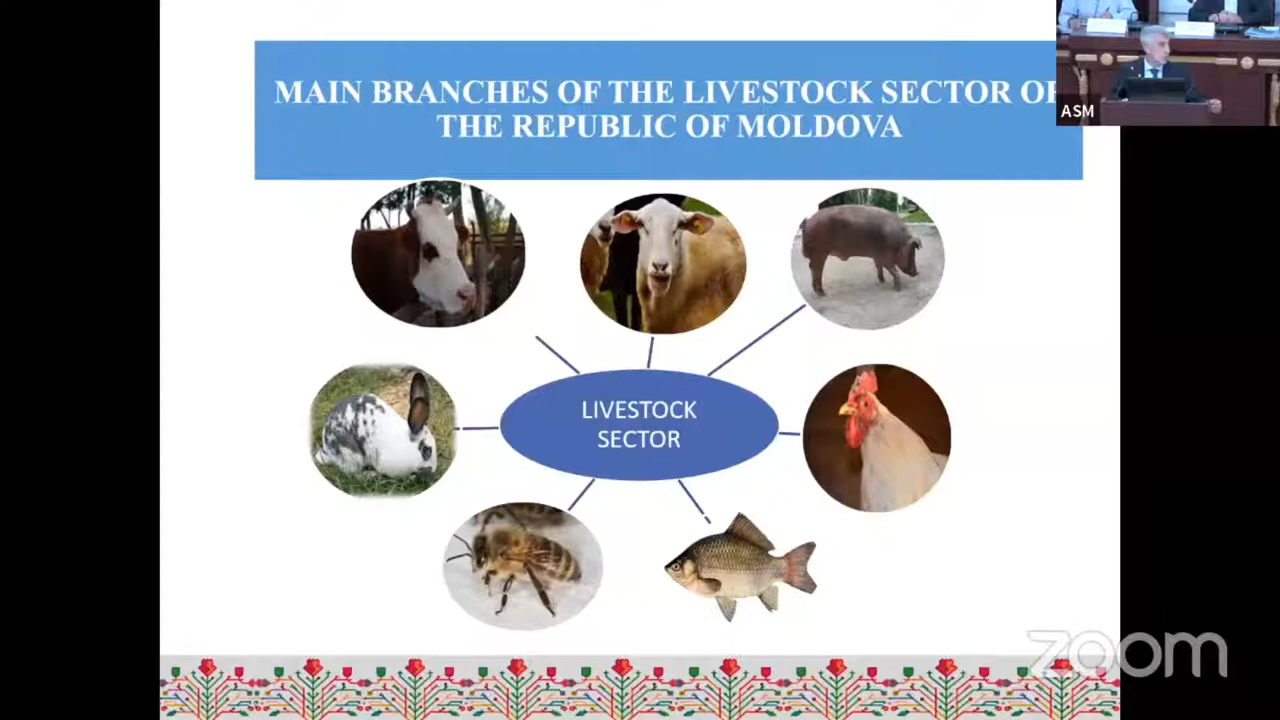 MAIN BRANCHES OF THE LIVESTOCK SECTOR OF
THE REPUBLIC OF MOLDOVA
ASM
LIVESTOCK
SECTOR
zoom